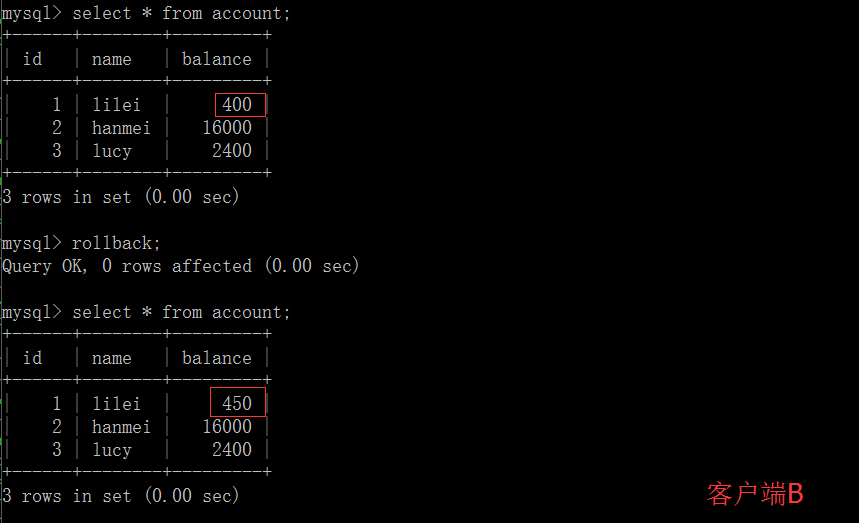 mysql> select * from account;
+------+--------+---------+
| id   | name   | balance |
+------+--------+---------+
|    1 | lilei  |     400 |
|    2 | hanmei |   16000 |
|    3 | lucy   |    2400 |
+------+--------+---------+
3 rows in set (0.00 sec)
mysql> rollback;
Query OK, 0 rows affected (0.00 sec)
mysql> select * from account;
+------+--------+---------+
| id   | name   | balance |
+------+--------+---------+
|    1 | lilei  |     450 |
|    2 | hanmei |   16000 |
|    3 | lucy   |    2400 |
+------+--------+---------+
3 rows in set (0.00 sec)
客户端B